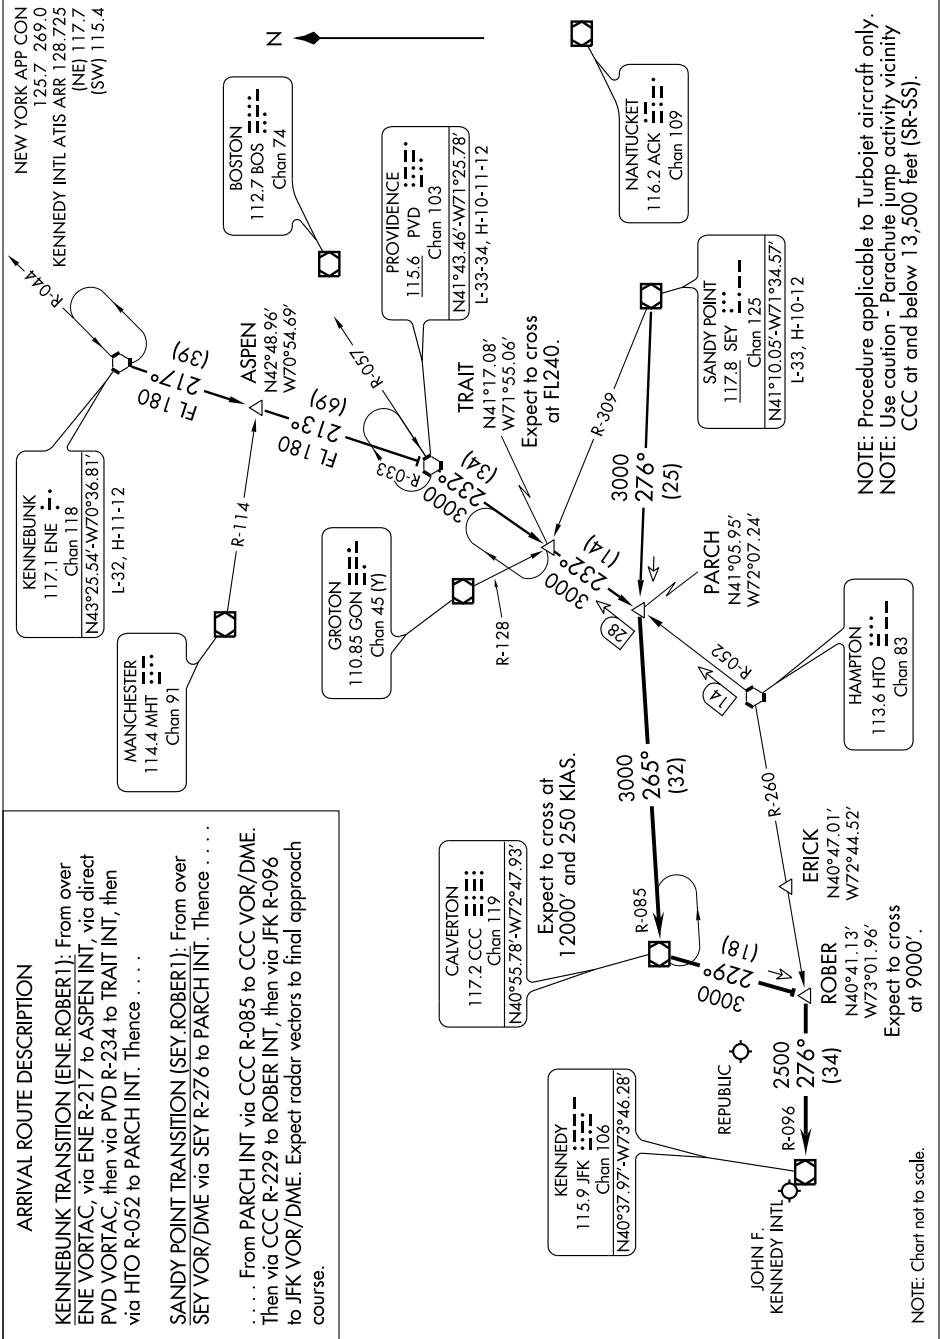 NEW YORK APP CON
125.7 269.0
KENNEDY INTL ATIS ARR 128.725
(NE) 117.7
(SW) 115.4
ARRIVAL ROUTE DESCRIPTION
KENNEBUNK TRANSITION (ENE.ROBER1): From over
ENE VORTAC, via ENE R-217 to ASPEN INT, via direct
PVD VORTAC, then via PVD R-234 to TRAIT INT, then
via HTO R-052 to PARCH INT. Thence . . . .
SANDY POINT TRANSITION (SEY.ROBER1): From over
SEY VOR/DME via SEY R-276 to PARCH INT. Thence . . . .
. . . . From PARCH INT via CCC R-085 to CCC VOR/DME.
Then via CCC R-229 to ROBER INT, then via JFK R-096
to JFK VOR/DME. Expect radar vectors to final approach
course.
KENNEBUNK
117.1 ENE
Chan 118
N43°25.54'-W70°36.81'
L-32, H-11-12
R-044
FL 180
217°
(39)
MANCHESTER
114.4 MHT
Chan 91
R-114
ASPEN
N42°48.96'
W70°54.69'
FL 180
213°
(69)
BOSTON
112.7 BOS
Chan 74
N
R-057
R-033
PROVIDENCE
115.6 PVD
Chan 103
N41°43.46'-W71°25.78'
L-33-34, H-10-11-12
3000
232°
(34)
GROTON
110.85 GON
Chan 45 (Y)
R-128
TRAIT
N41°17.08'
W71°55.06'
Expect to cross
at FL240.
R-309
3000
232°
(14)
NANTUCKET
116.2 ACK
Chan 109
SANDY POINT
117.8 SEY
Chan 125
N41°10.05'-W71°34.57'
L-33, H-10-12
3000
276°
(25)
28
PARCH
N41°05.95'
W72°07.24'
14
R-052
HAMPTON
113.6 HTO
Chan 83
R-260
3000
265°
(32)
CALVERTON
117.2 CCC
Chan 119
N40°55.78'-W72°47.93'
Expect to cross at
12000' and 250 KIAS.
R-085
3000
229°
(18)
ERICK
N40°47.01'
W72°44.52'
ROBER
N40°41.13'
W73°01.96'
Expect to cross
at 9000'.
REPUBLIC
2500
276°
(34)
R-096
KENNEDY
115.9 JFK
Chan 106
N40°37.97'-W73°46.28'
JOHN F.
KENNEDY INTL
NOTE: Procedure applicable to Turbojet aircraft only.
NOTE: Use caution - Parachute jump activity vicinity
CCC at and below 13,500 feet (SR-SS).
NOTE: Chart not to scale.